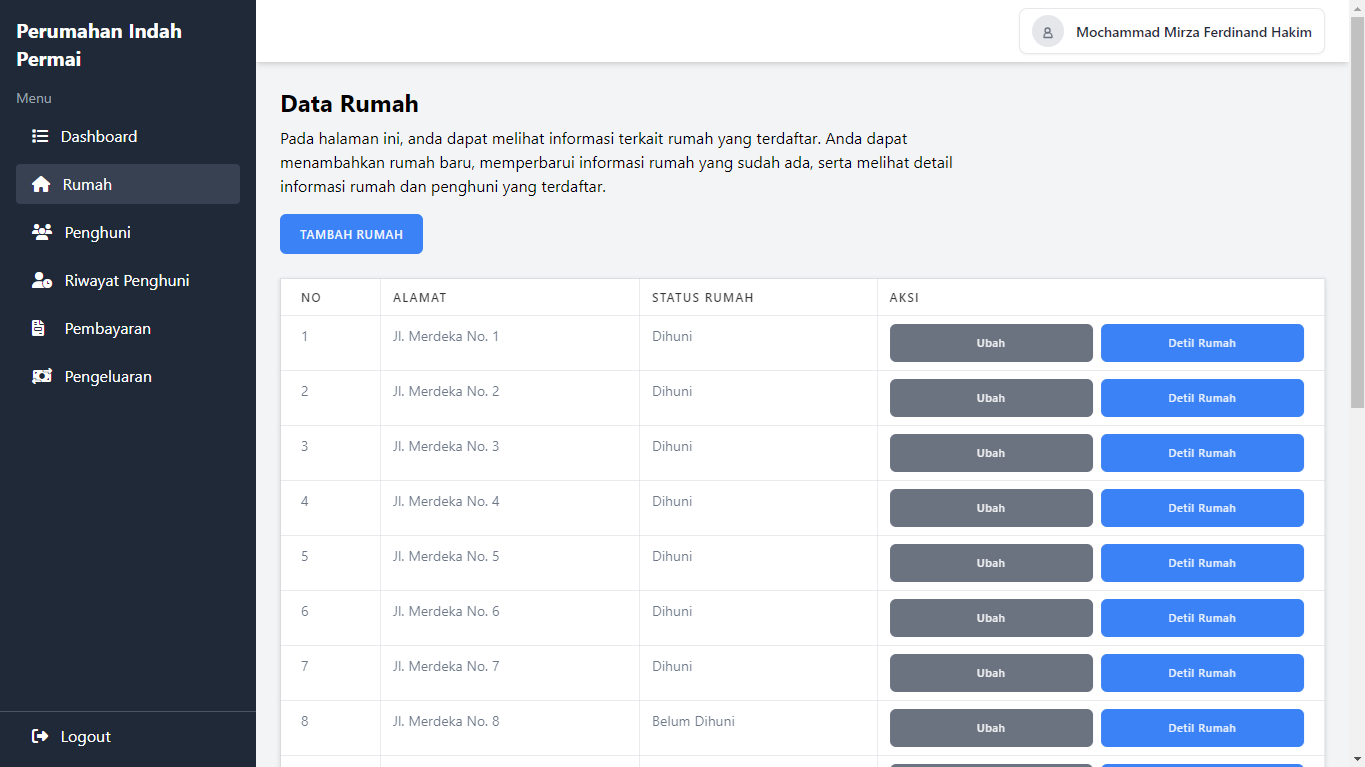 Perumahan Indah
Permai
Menu
Dashboard
Rumah
Penghuni
Riwayat Penghuni
Pembayaran
Pengeluaran
Logout
Mochammad Mirza Ferdinand Hakim
Data Rumah
Pada halaman ini, anda dapat melihat informasi terkait rumah yang terdaftar. Anda dapat
menambahkan rumah baru, memperbarui informasi rumah yang sudah ada, serta melihat detail
informasi rumah dan penghuni yang terdaftar.
TAMBAH RUMAH
NO ALAMAT STATUS RUMAH AKSI
1 Jl. Merdeka No. 1 Dihuni Ubah Detil Rumah
2 Jl. Merdeka No. 2 Dihuni Ubah Detil Rumah
3 Jl. Merdeka No. 3 Dihuni Ubah Detil Rumah
4 Jl. Merdeka No. 4 Dihuni Ubah Detil Rumah
5 Jl. Merdeka No. 5 Dihuni Ubah Detil Rumah
6 Jl. Merdeka No. 6 Dihuni Ubah Detil Rumah
7 Jl. Merdeka No. 7 Dihuni Ubah Detil Rumah
8 Jl. Merdeka No. 8 Belum Dihuni Ubah Detil Rumah